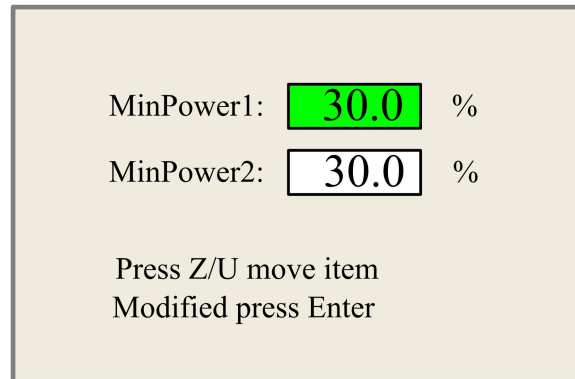 MinPower1: 30.0 %
MinPower2: 30.0 %
Press Z/U move item
Modified press Enter